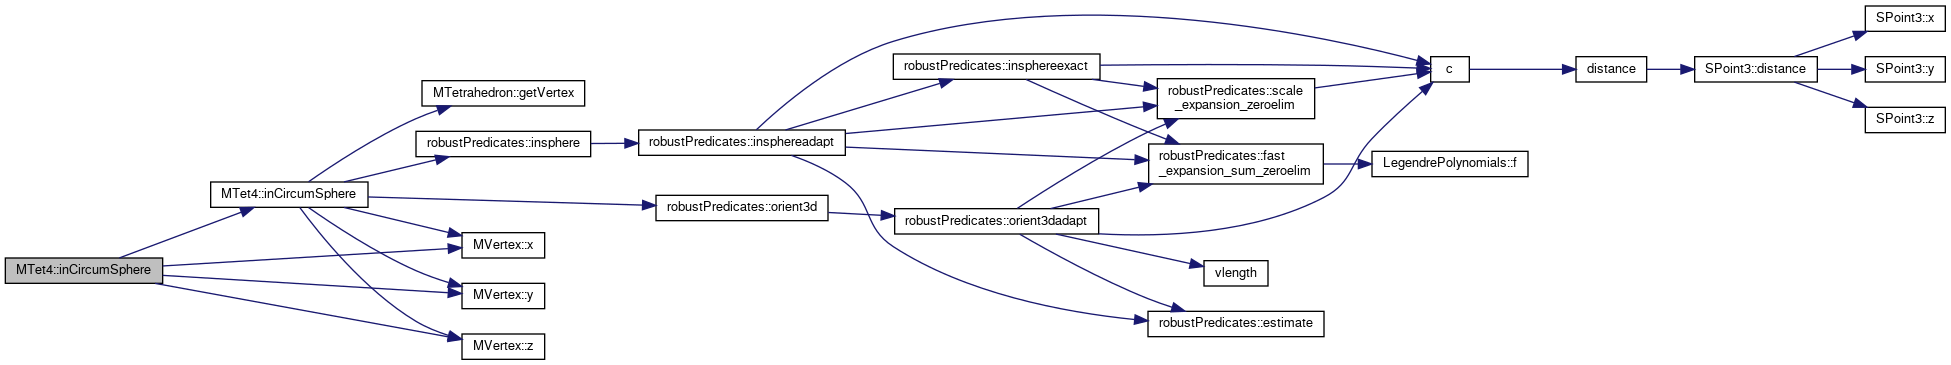 MTet4::inCircumSphere
MTet4::inCircumSphere
MTetrahedron::getVertex
robustPredicates::insphere
robustPredicates::orient3d
MVertex::x
MVertex::y
MVertex::z
robustPredicates::insphereadapt
robustPredicates::insphereexact
robustPredicates::orient3dadapt
robustPredicates::scale
_expansion_zeroelim
robustPredicates::fast
_expansion_sum_zeroelim
vlength
robustPredicates::estimate
c
LegendrePolynomials::f
distance
SPoint3::distance
SPoint3::x
SPoint3::y
SPoint3::z